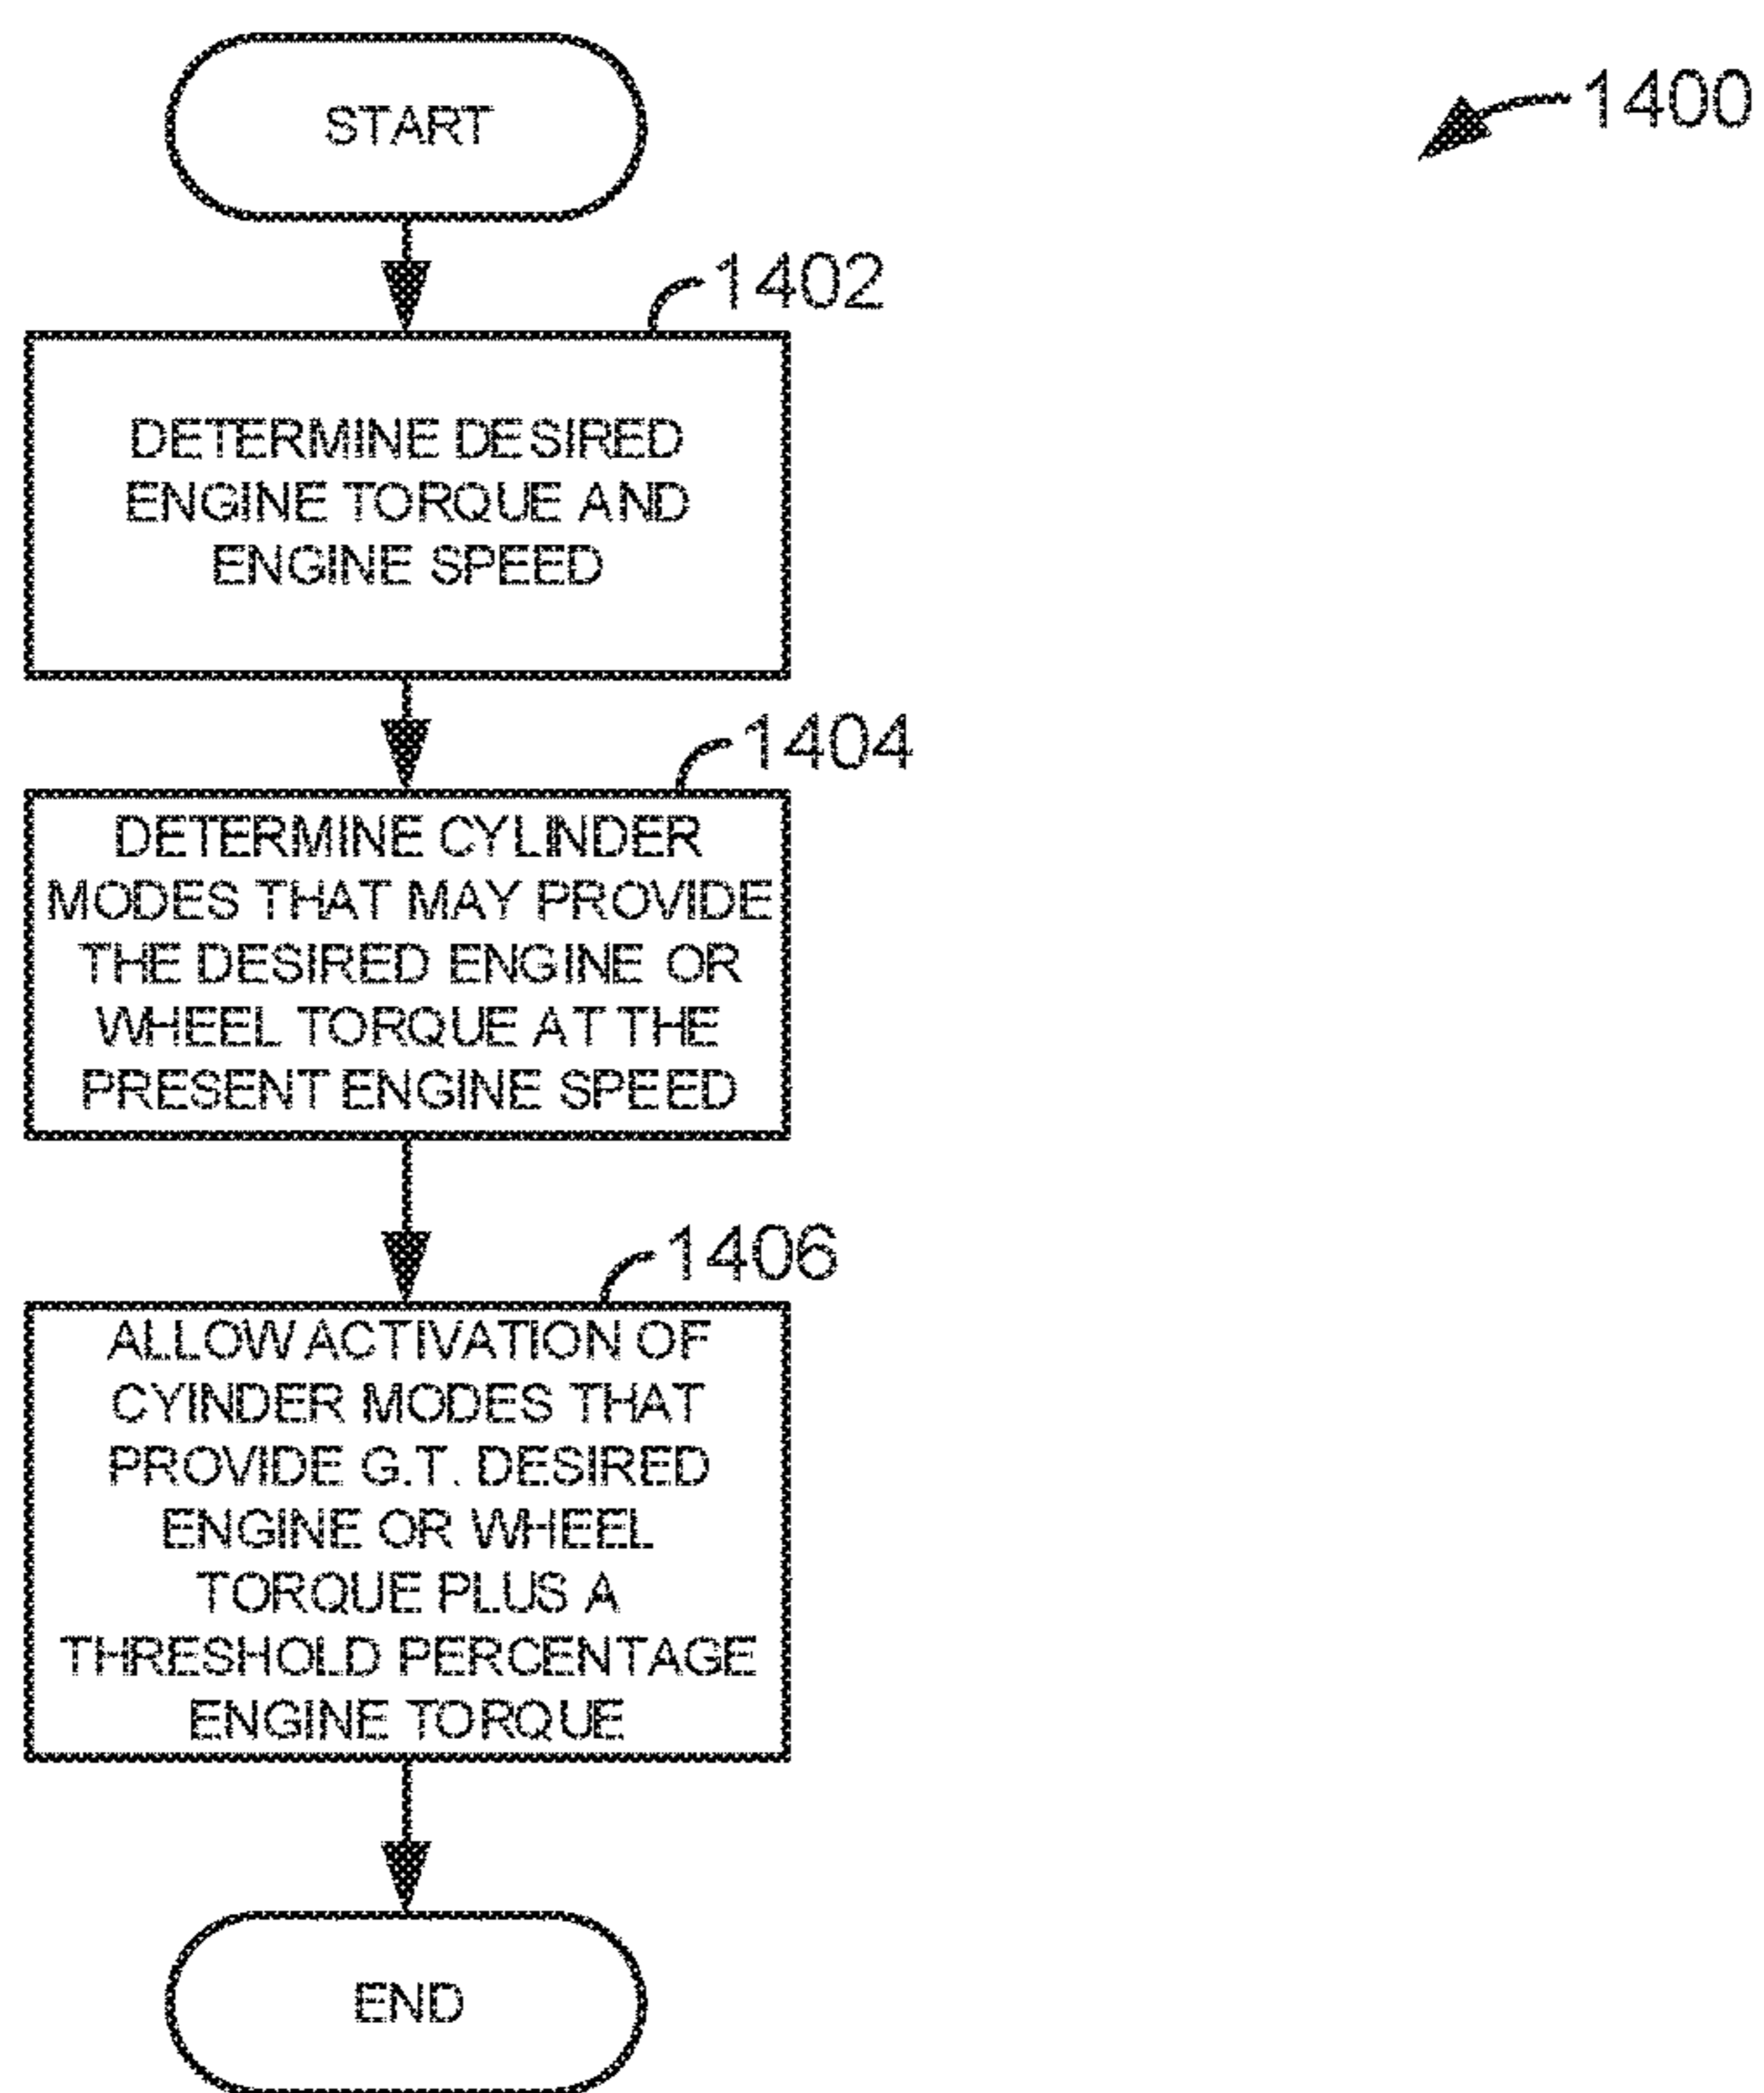 START
1400
1402
DETERMINE DESIRED
ENGINE TORQUE AND
ENGINE SPEED
1404
DETERMINE CYLINDER
MODES THAT MAY PROVIDE
THE DESIRED ENGINE OR
WHEEL TORQUE AT THE
PRESENT ENGINE SPEED
1406
ALLOW ACTIVATION OF
CYINDER MODES THAT
PROVIDE G.T. DESIRED
ENGINE OR WHEEL
TORQUE PLUS A
THRESHOLD PERCENTAGE
ENGINE TORQUE
END